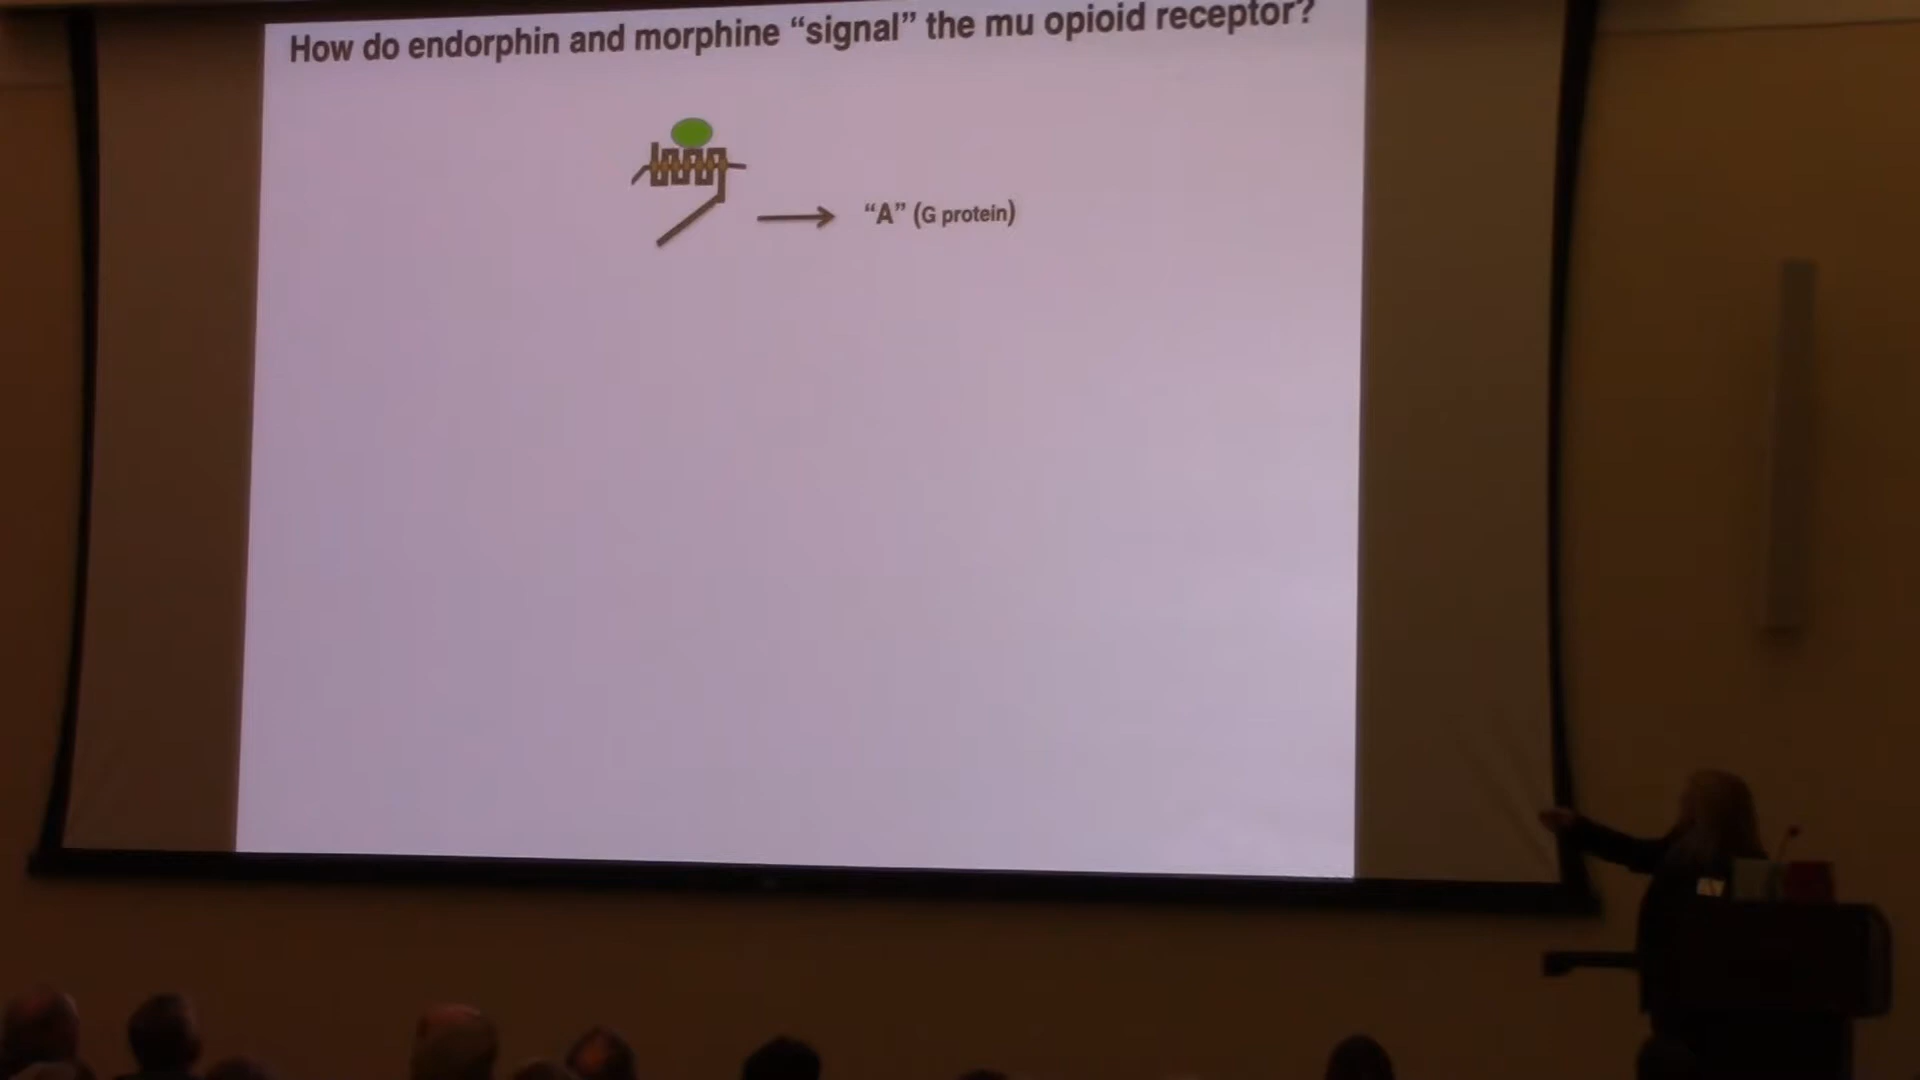 How do endorphin and morphine “signal” the mu opioid receptor?
“A” (G protein)